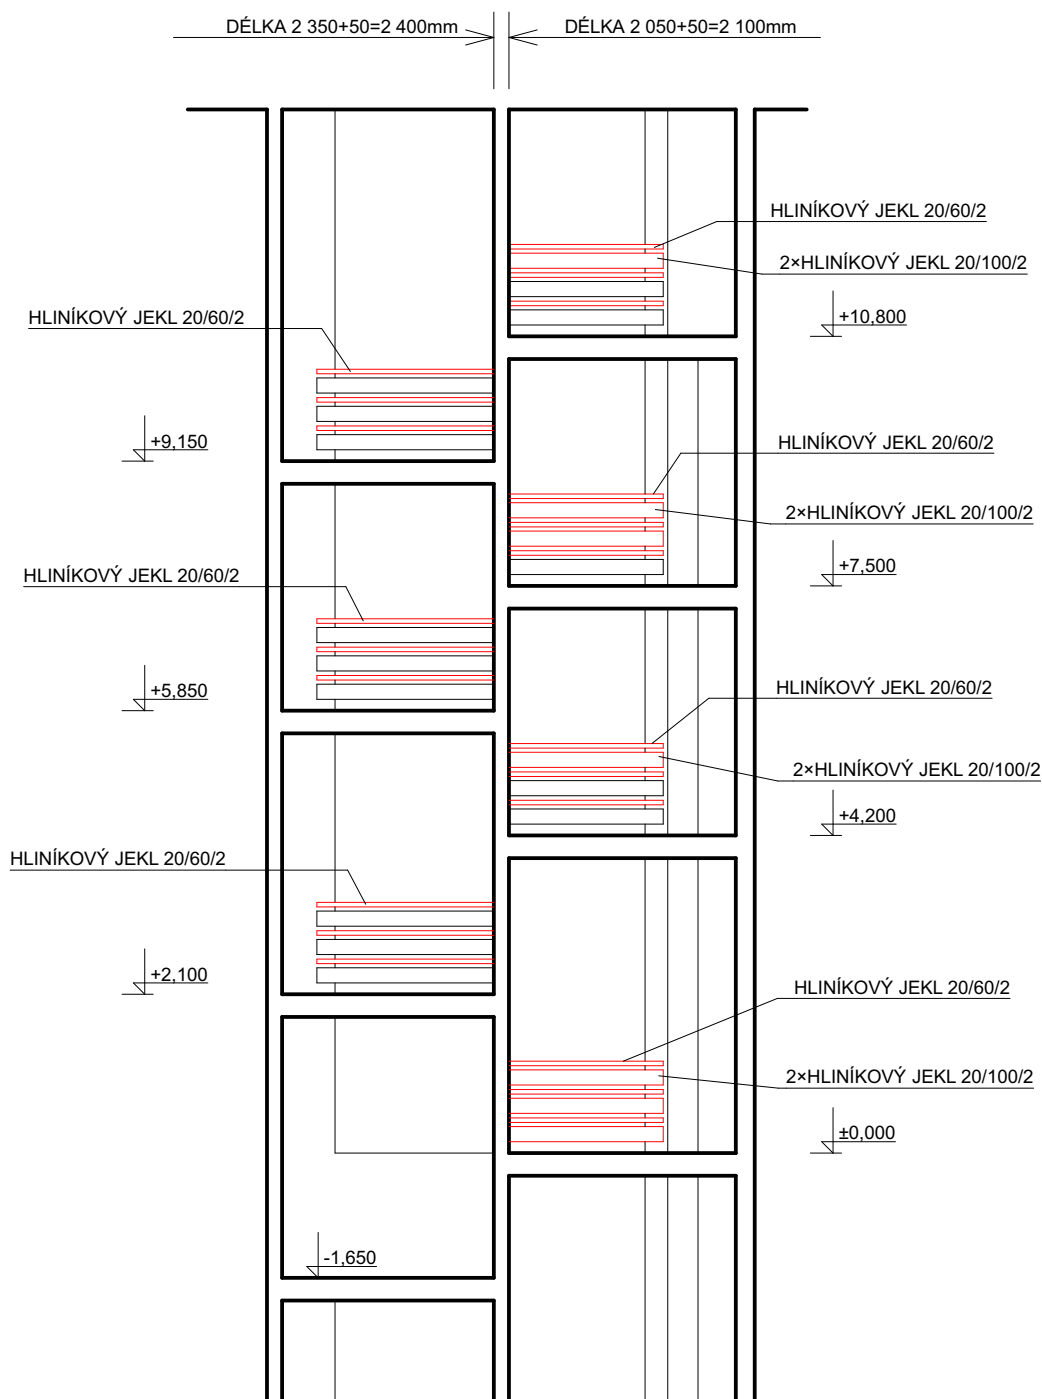 DÉLKA 2 350+50=2 400mm
DÉLKA 2 050+50=2 100mm
HLINÍKOVÝ JEKL 20/60/2
2×HLINÍKOVÝ JEKL 20/100/2
+10,800
HLINÍKOVÝ JEKL 20/60/2
+9,150
HLINÍKOVÝ JEKL 20/60/2
2×HLINÍKOVÝ JEKL 20/100/2
+7,500
HLINÍKOVÝ JEKL 20/60/2
+5,850
HLINÍKOVÝ JEKL 20/60/2
2×HLINÍKOVÝ JEKL 20/100/2
+4,200
HLINÍKOVÝ JEKL 20/60/2
+2,100
HLINÍKOVÝ JEKL 20/60/2
2×HLINÍKOVÝ JEKL 20/100/2
±0,000
-1,650